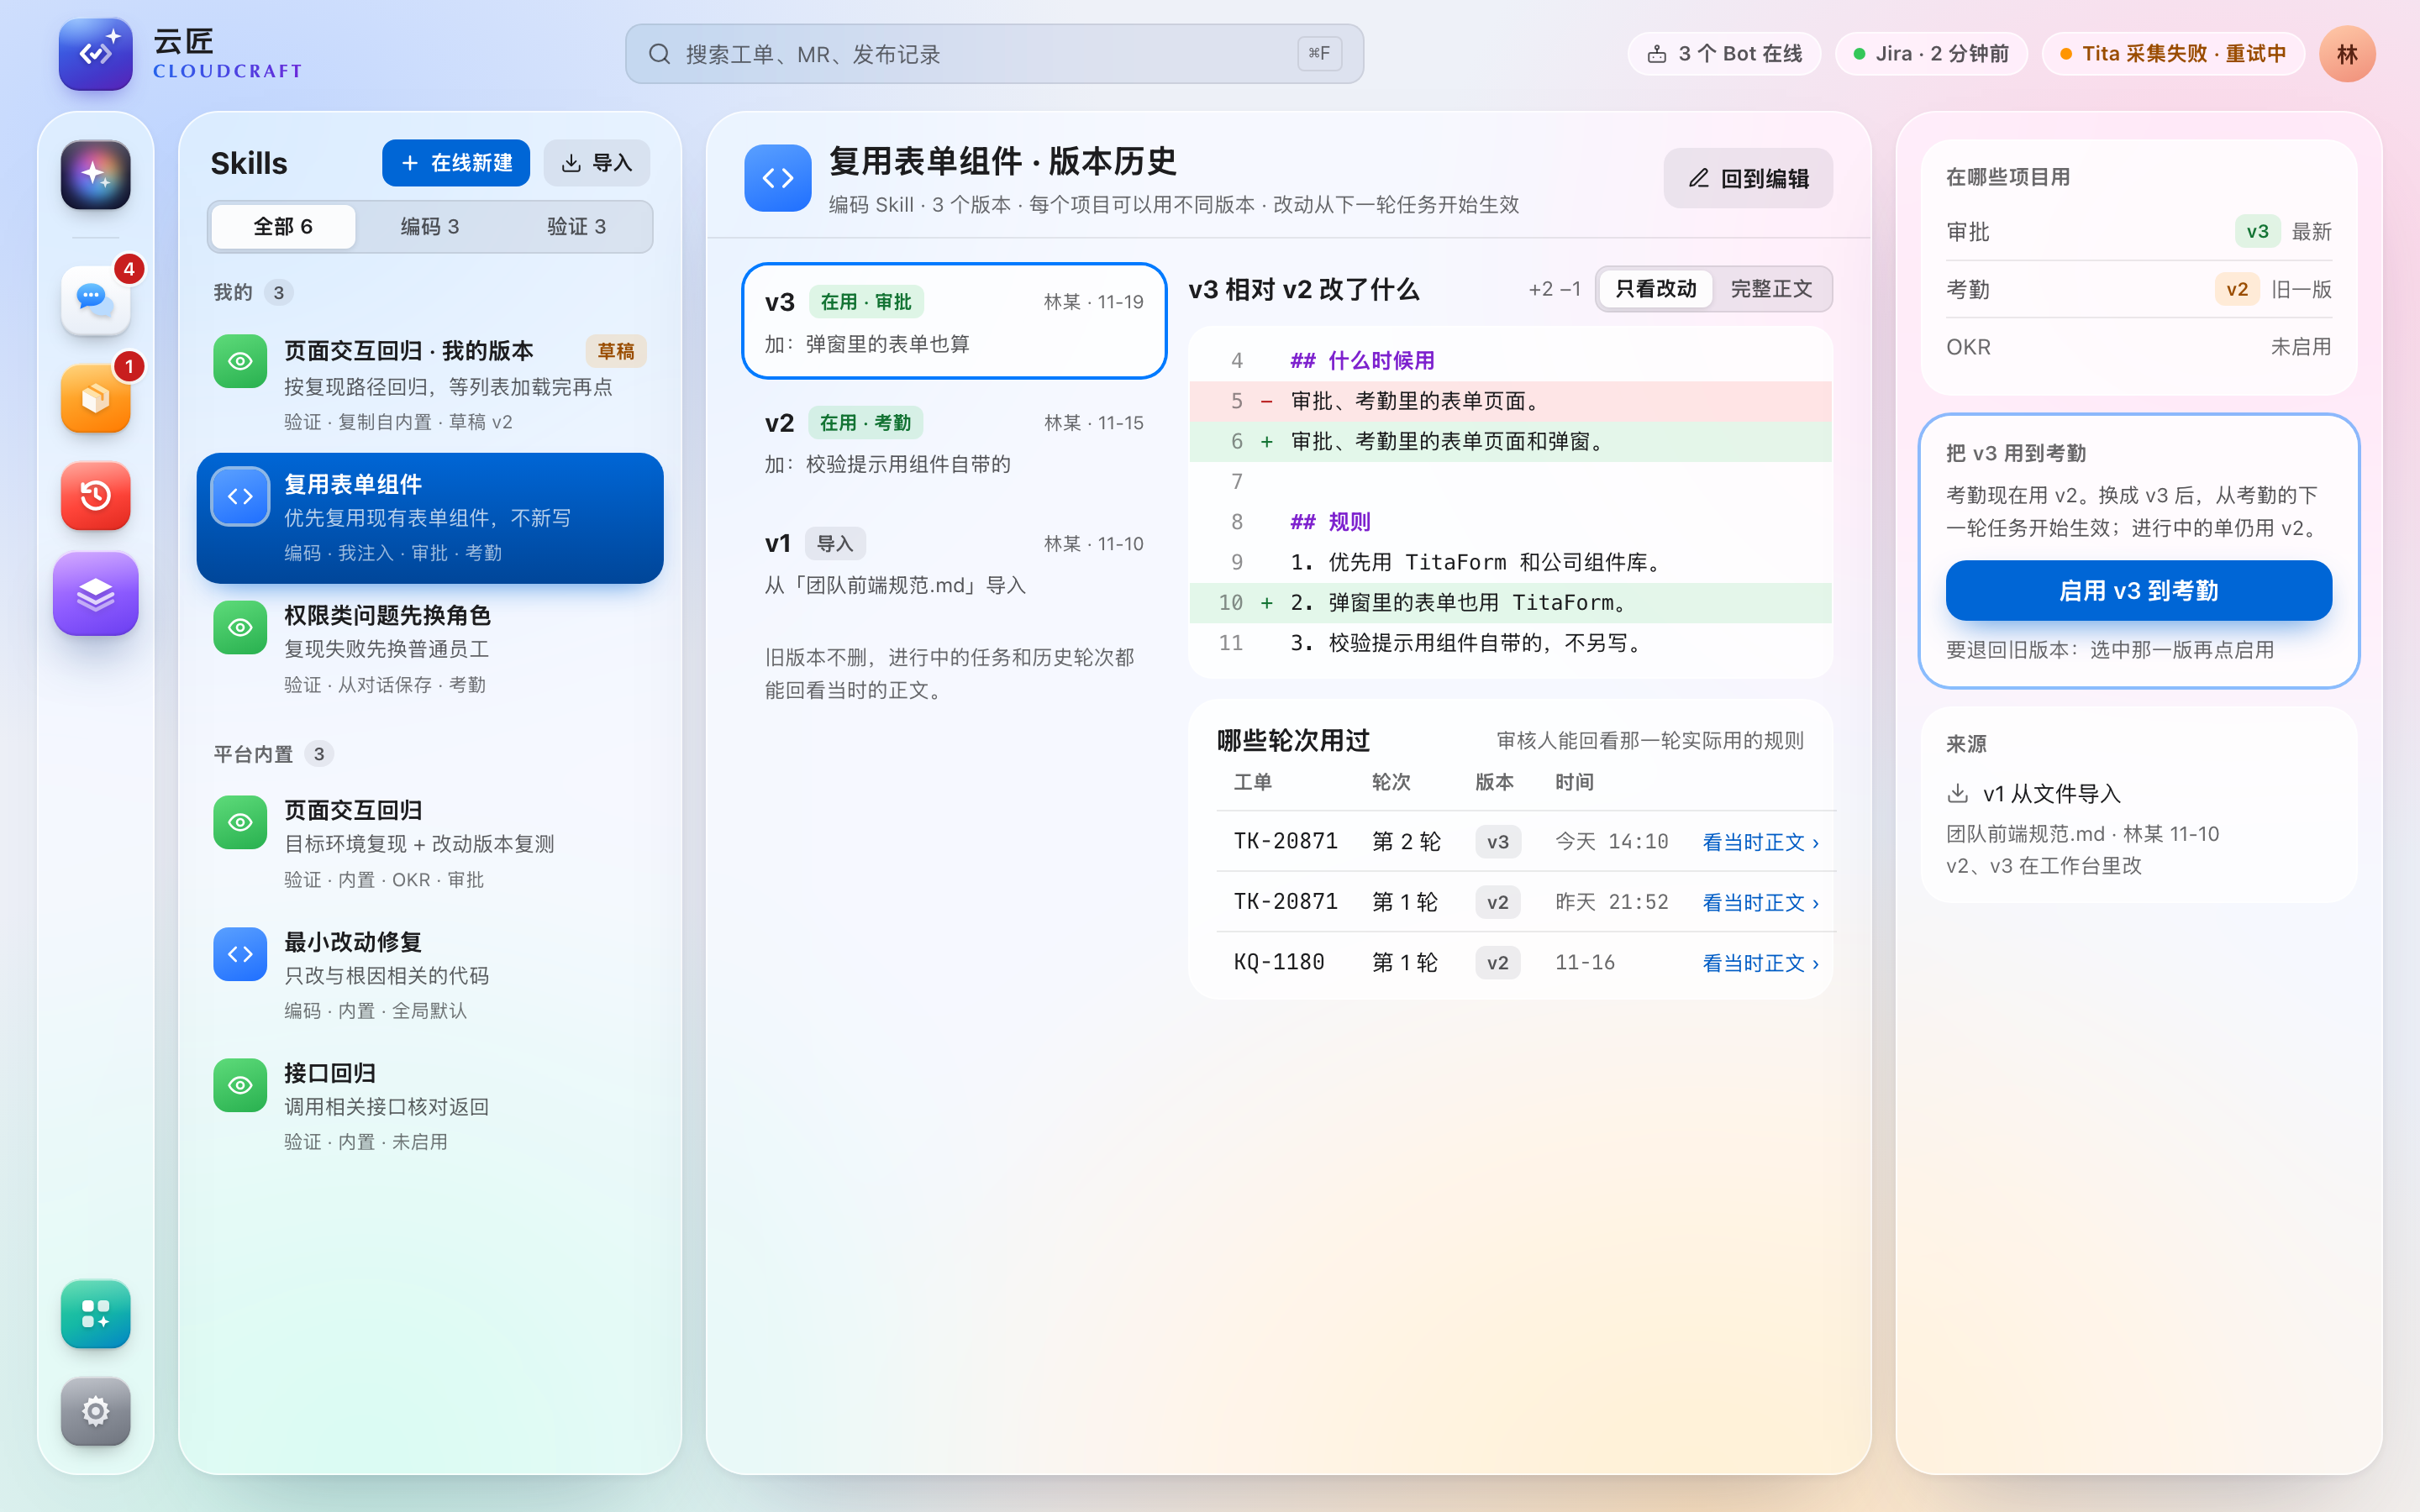 云匠
CLOUDCRAFT
搜索工单、MR、发布记录
⌘F
3 个 Bot 在线
Jira · 2 分钟前
Tita 采集失败 · 重试中
林
4
1
Skills
+ 在线新建
导入
全部 6
编码 3
验证 3
我的 3
页面交互回归 · 我的版本
草稿
按复现路径回归，等列表加载完再点
验证 · 复制自内置 · 草稿 v2
复用表单组件
优先复用现有表单组件，不新写
编码 · 我注入 · 审批 · 考勤
权限类问题先换角色
复现失败先换普通员工
验证 · 从对话保存 · 考勤
平台内置 3
页面交互回归
目标环境复现 + 改动版本复测
验证 · 内置 · OKR · 审批
最小改动修复
只改与根因相关的代码
编码 · 内置 · 全局默认
接口回归
调用相关接口核对返回
验证 · 内置 · 未启用
复用表单组件 · 版本历史
编码 Skill · 3 个版本 · 每个项目可以用不同版本 · 改动从下一轮任务开始生效
回到编辑
v3 在用 · 审批 林某 · 11-19
加：弹窗里的表单也算
v2 在用 · 考勤 林某 · 11-15
加：校验提示用组件自带的
v1 导入 林某 · 11-10
从「团队前端规范.md」导入
旧版本不删，进行中的任务和历史轮次都
能回看当时的正文。
v3 相对 v2 改了什么
+2 −1
只看改动
完整正文
4 ## 什么时候用
5 − 审批、考勤里的表单页面。
6 + 审批、考勤里的表单页面和弹窗。
7
8 ## 规则
9 1. 优先用 TitaForm 和公司组件库。
10 + 2. 弹窗里的表单也用 TitaForm。
11 3. 校验提示用组件自带的，不另写。
哪些轮次用过
审核人能回看那一轮实际用的规则
工单 轮次 版本 时间
TK-20871 第 2 轮 v3 今天 14:10 看当时正文 ›
TK-20871 第 1 轮 v2 昨天 21:52 看当时正文 ›
KQ-1180 第 1 轮 v2 11-16 看当时正文 ›
在哪些项目用
审批 v3 最新
考勤 v2 旧一版
OKR 未启用
把 v3 用到考勤
考勤现在用 v2。换成 v3 后，从考勤的下
一轮任务开始生效；进行中的单仍用 v2。
启用 v3 到考勤
要退回旧版本：选中那一版再点启用
来源
v1 从文件导入
团队前端规范.md · 林某 11-10
v2、v3 在工作台里改